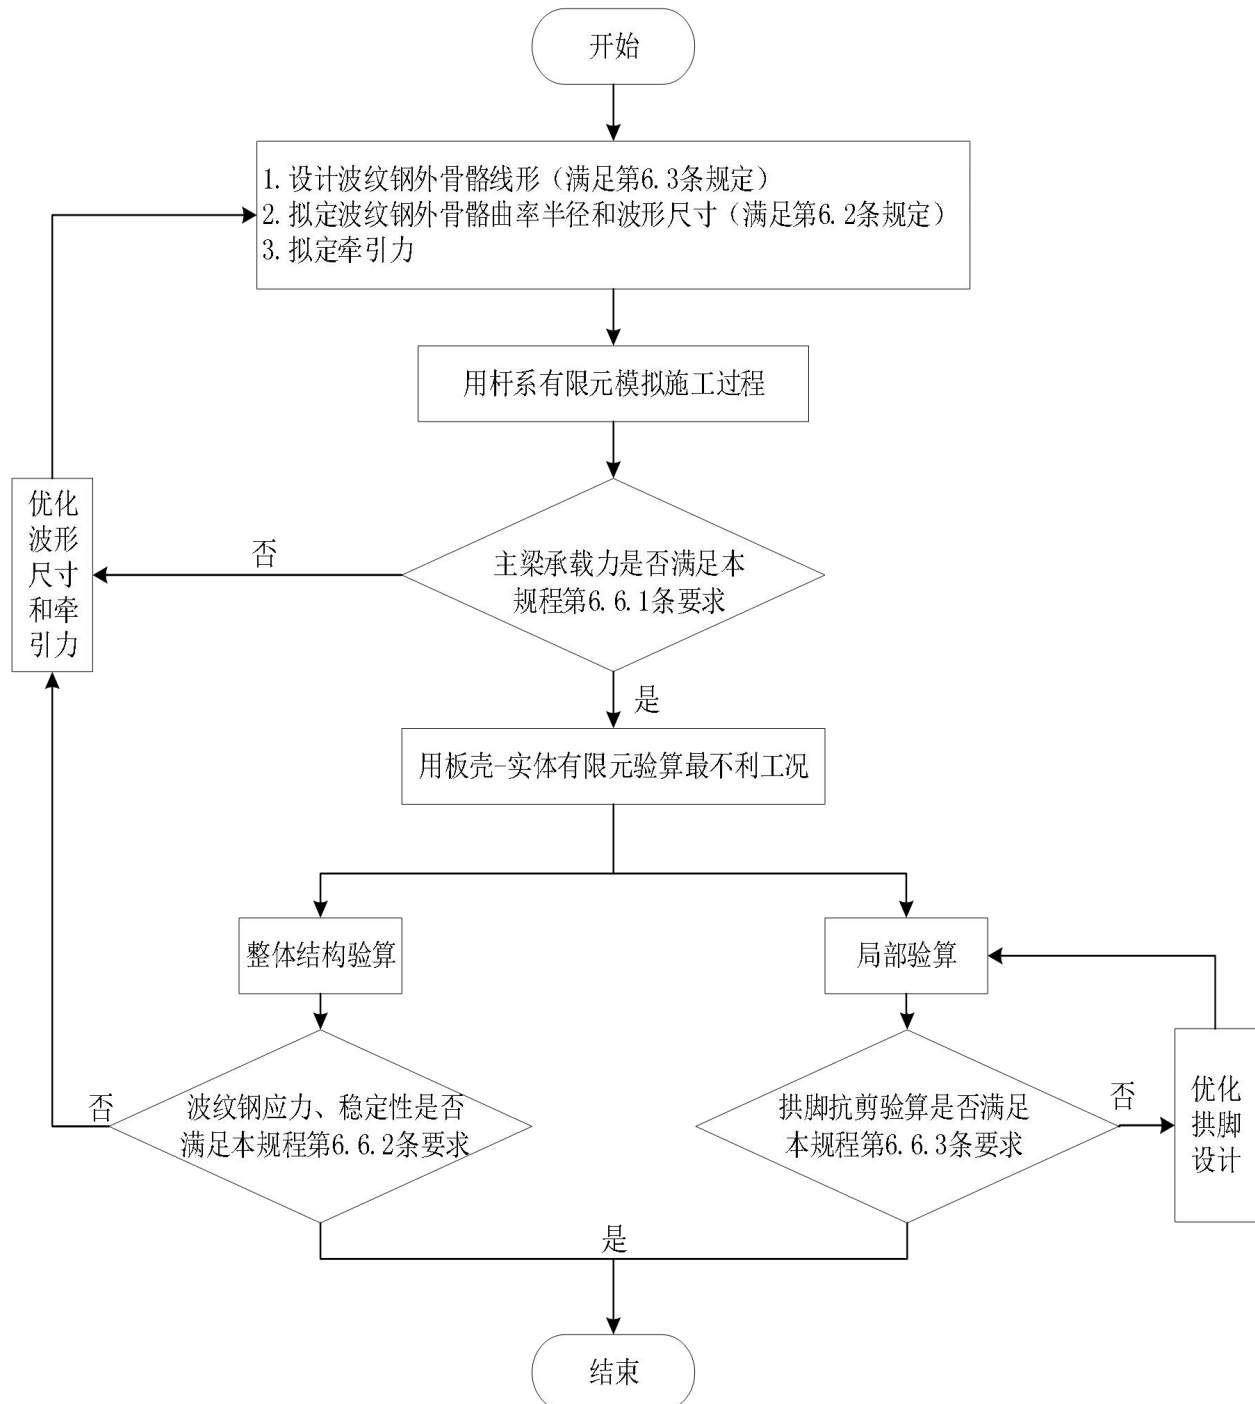 开始
1.设计波纹钢外骨骼线形（满足第6.3条规定）
2.拟定波纹钢外骨骼曲率半径和波形尺寸（满足第6.2条规定）
3.拟定牵引力
用杆系有限元模拟施工过程
优化
波形
尺寸
和牵
引力
否
主梁承载力是否满足本
规程第6.6.1条要求
是
用板壳-实体有限元验算最不利工况
整体结构验算
局部验算
否
波纹钢应力、稳定性是否
满足本规程第6.6.2条要求
拱脚抗剪验算是否满足
本规程第6.6.3条要求
否
优化
拱脚
设计
是
结束